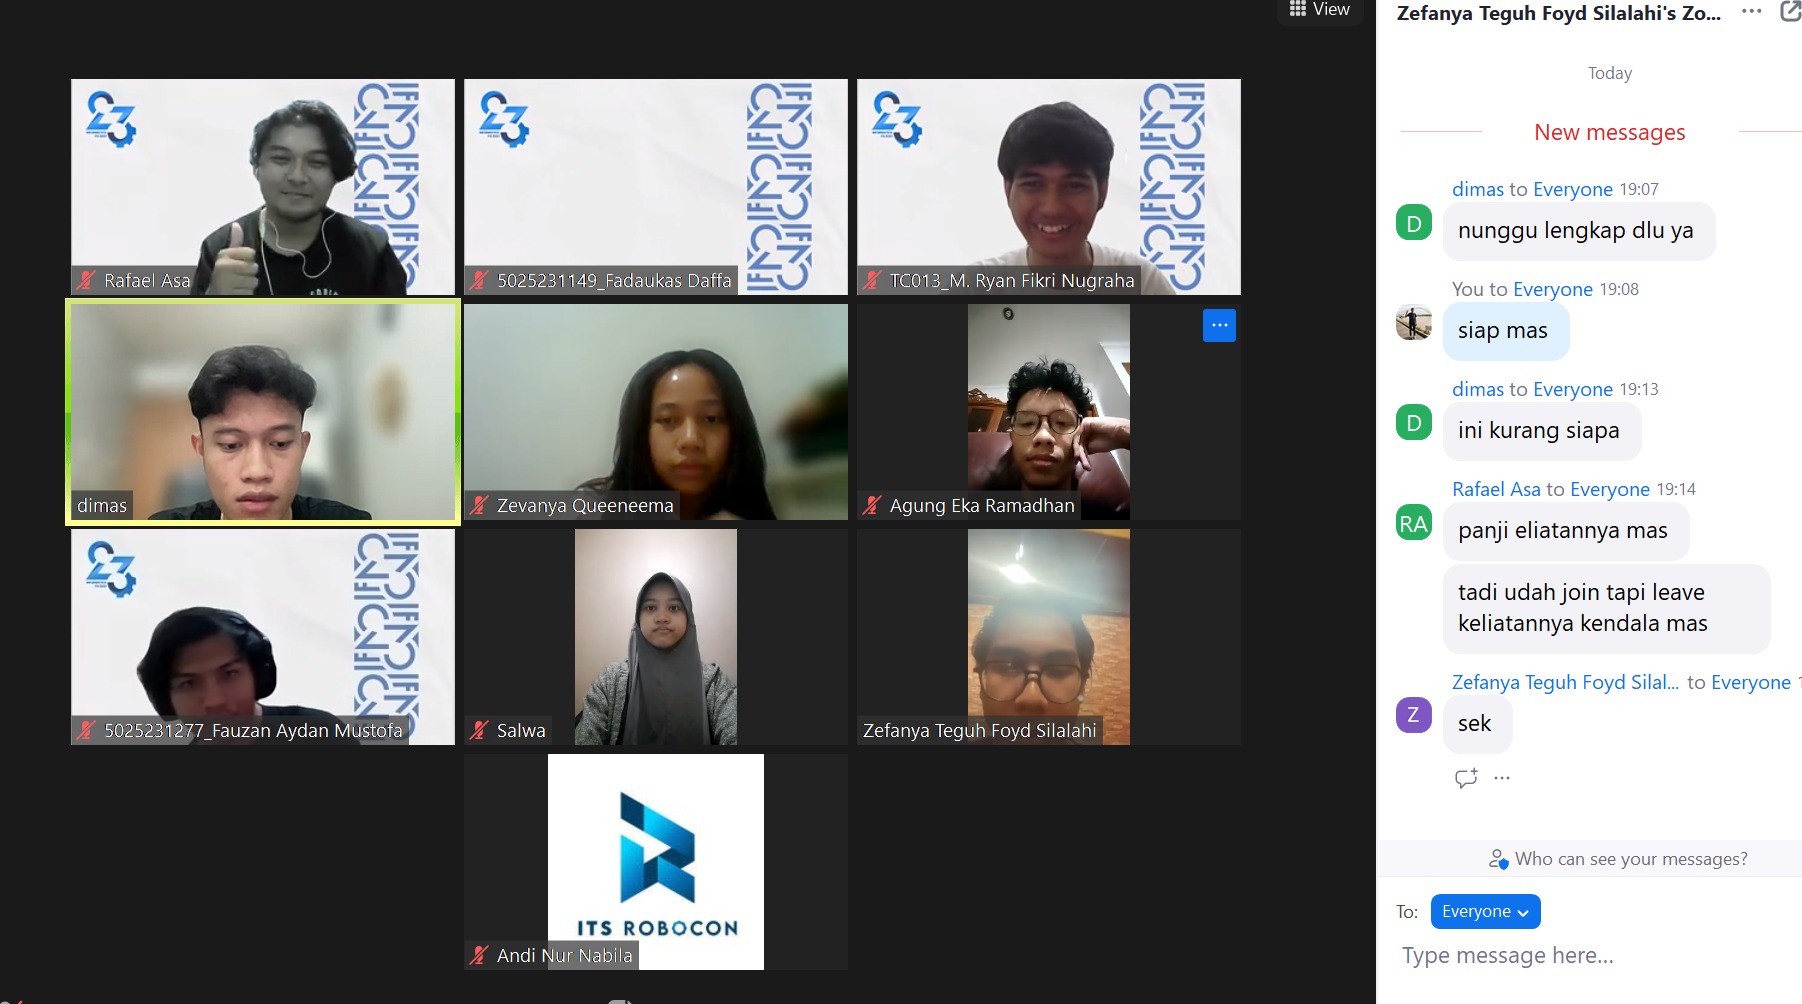 View
Rafael Asa
5025231149_Fadaukas Daffa
TC013_M. Ryan Fikri Nugraha
dimas
Zevanya Queeneema
Agung Eka Ramadhan
5025231277_Fauzan Aydan Mustofa
Salwa
Zefanya Teguh Foyd Silalahi
ITS ROBOCON
Andi Nur Nabila
Zefanya Teguh Foyd Silalahi's Zo...
Today
New messages
dimas to Everyone 19:07
D
nunggu lengkap dlu ya
You to Everyone 19:08
siap mas
dimas to Everyone 19:13
D
ini kurang siapa
Rafael Asa to Everyone 19:14
RA
panji eliatannya mas
tadi udah join tapi leave
keliatannya kendala mas
Zefanya Teguh Foyd Silal... to Everyone
Z
sek
Who can see your messages?
To: Everyone
Type message here...